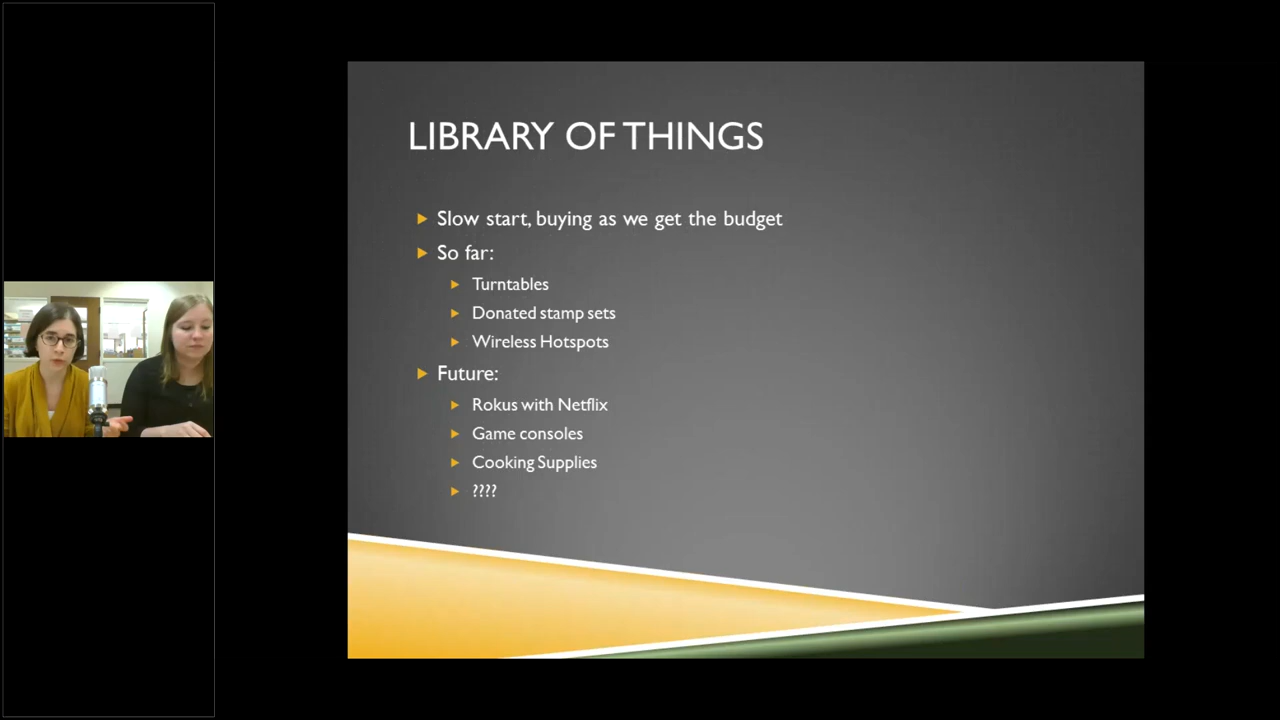 LIBRARY OF THINGS
Slow start, buying as we get the budget
So far:
Turntables
Donated stamp sets
Wireless Hotspots
Future:
Rokus with Netflix
Game consoles
Cooking Supplies
????